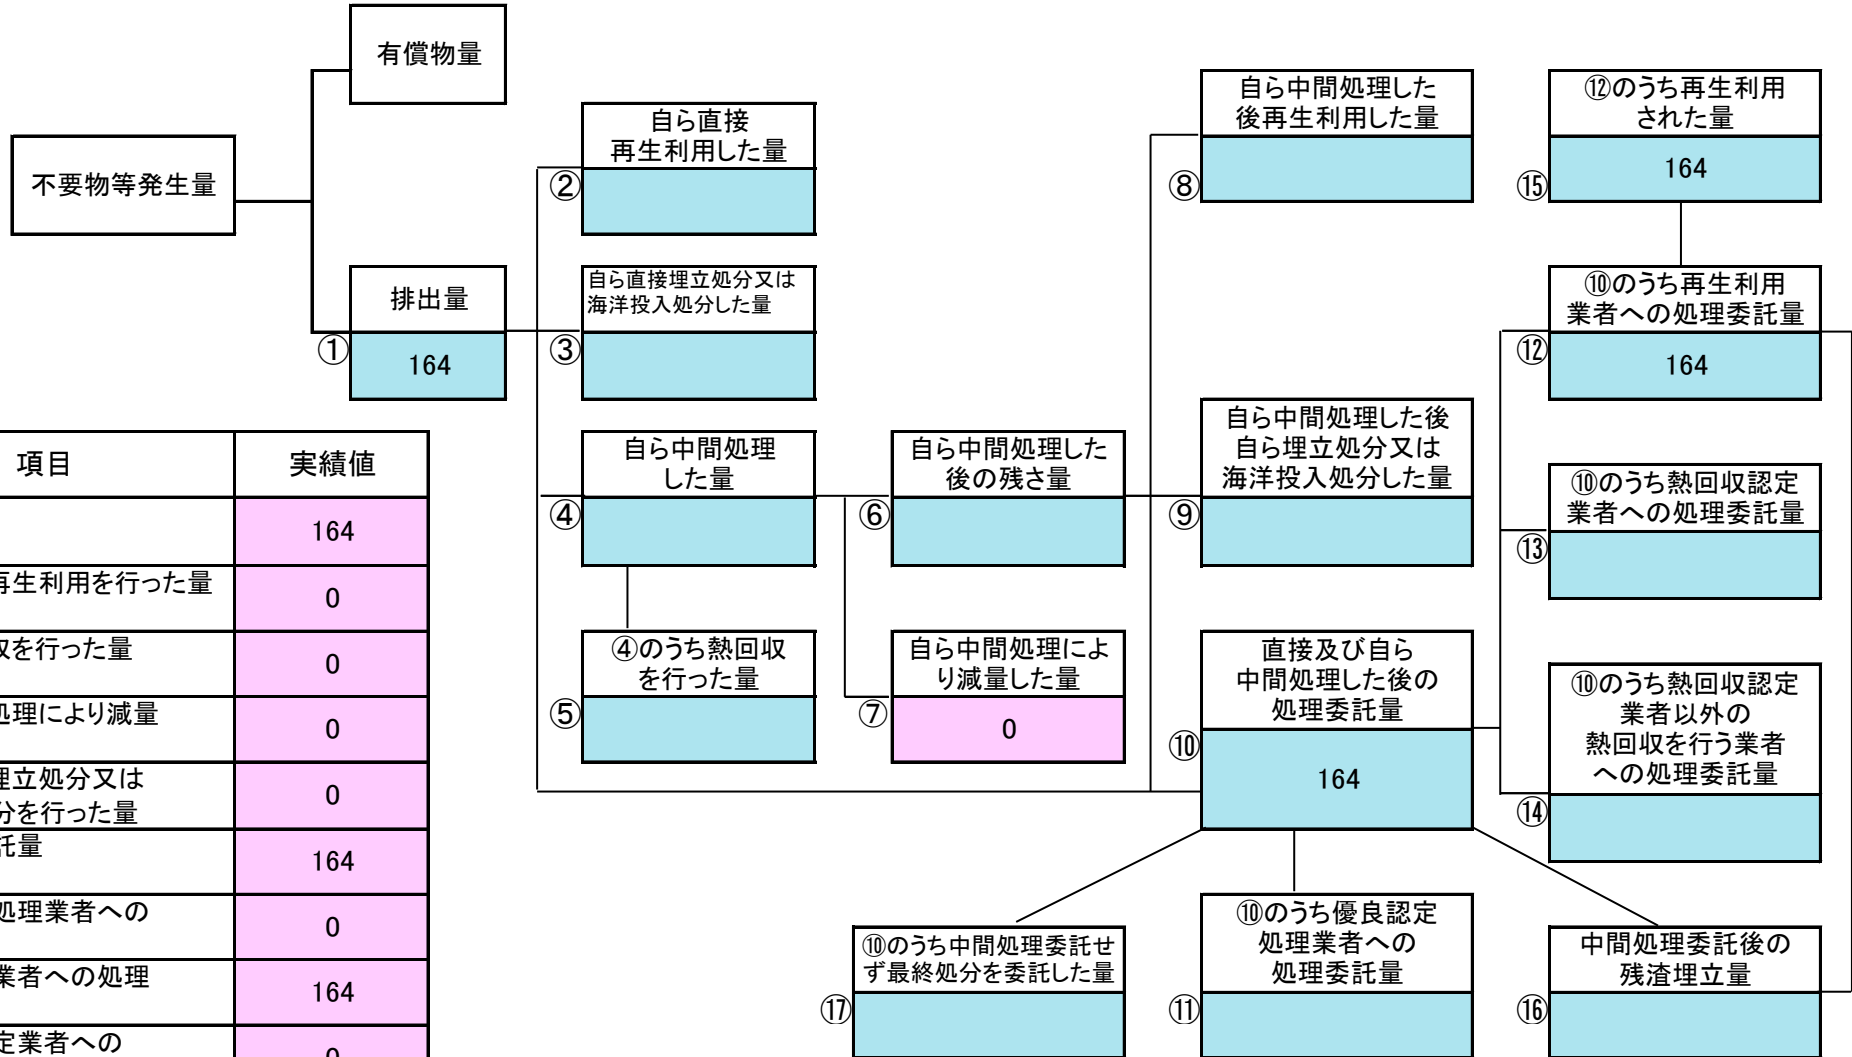 有償物量
不要物等発生量
排出量
①
164
自ら直接
再生利用した量
②
自ら直接埋立処分又は
海洋投入処分した量
③
自ら中間処理
した量
④
④のうち熱回収
を行った量
⑤
自ら中間処理した
後の残さ量
⑥
自ら中間処理によ
り減量した量
⑦
0
自ら中間処理した
後再生利用した量
⑧
自ら中間処理した後
自ら埋立処分又は
海洋投入処分した量
⑨
直接及び自ら
中間処理した後の
処理委託量
⑩
164
⑫のうち再生利用
された量
⑮
164
⑩のうち再生利用
業者への処理委託量
⑫
164
⑩のうち熱回収認定
業者への処理委託量
⑬
⑩のうち熱回収認定
業者以外の
熱回収を行う業者
への処理委託量
⑭
⑩のうち中間処理委託せ
ず最終処分を委託した量
⑰
⑩のうち優良認定
処理業者への
処理委託量
⑪
中間処理委託後の
残渣埋立量
⑯
項目 実績値
164
再生利用を行った量 0
を行った量 0
処理により減量 0
埋立処分又は
分を行った量 0
託量 164
処理業者への 0
業者への処理 164
定業者への 0